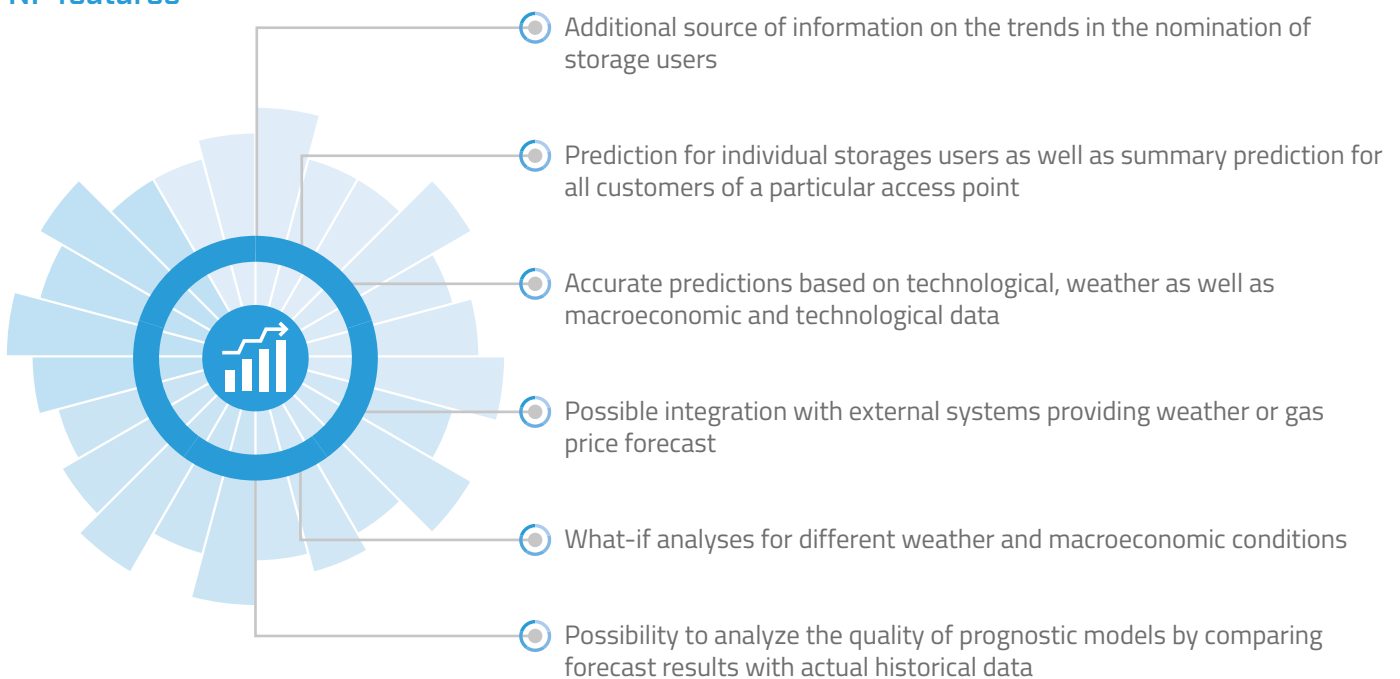 NP features
Additional source of information on the trends in the nomination of
storage users
Prediction for individual storages users as well as summary prediction for
all customers of a particular access point
Accurate predictions based on technological, weather as well as
macroeconomic and technological data
Possible integration with external systems providing weather or gas
price forecast
What-if analyses for different weather and macroeconomic conditions
Possibility to analyze the quality of prognostic models by comparing
forecast results with actual historical data